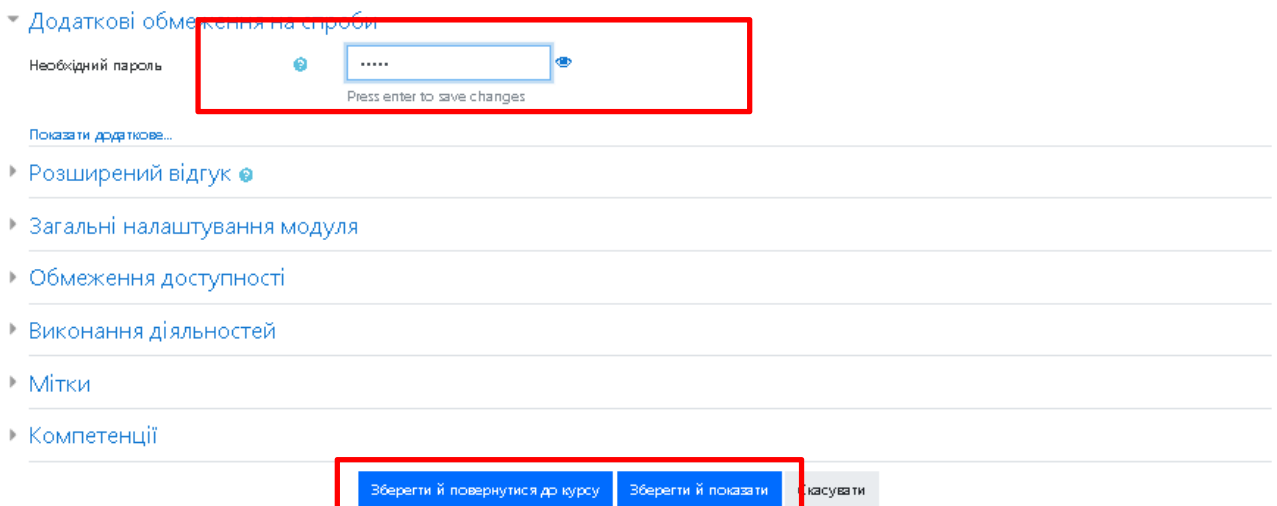 Додаткові обмеження на спроби
Необхідний пароль
.....
Press enter to save changes
Показати додаткове...
Розширений відгук
Загальні налаштування модуля
Обмеження доступності
Виконання діяльностей
Мітки
Компетенції
Зберегти й повернутися до курсу Зберегти й показати Скасувати